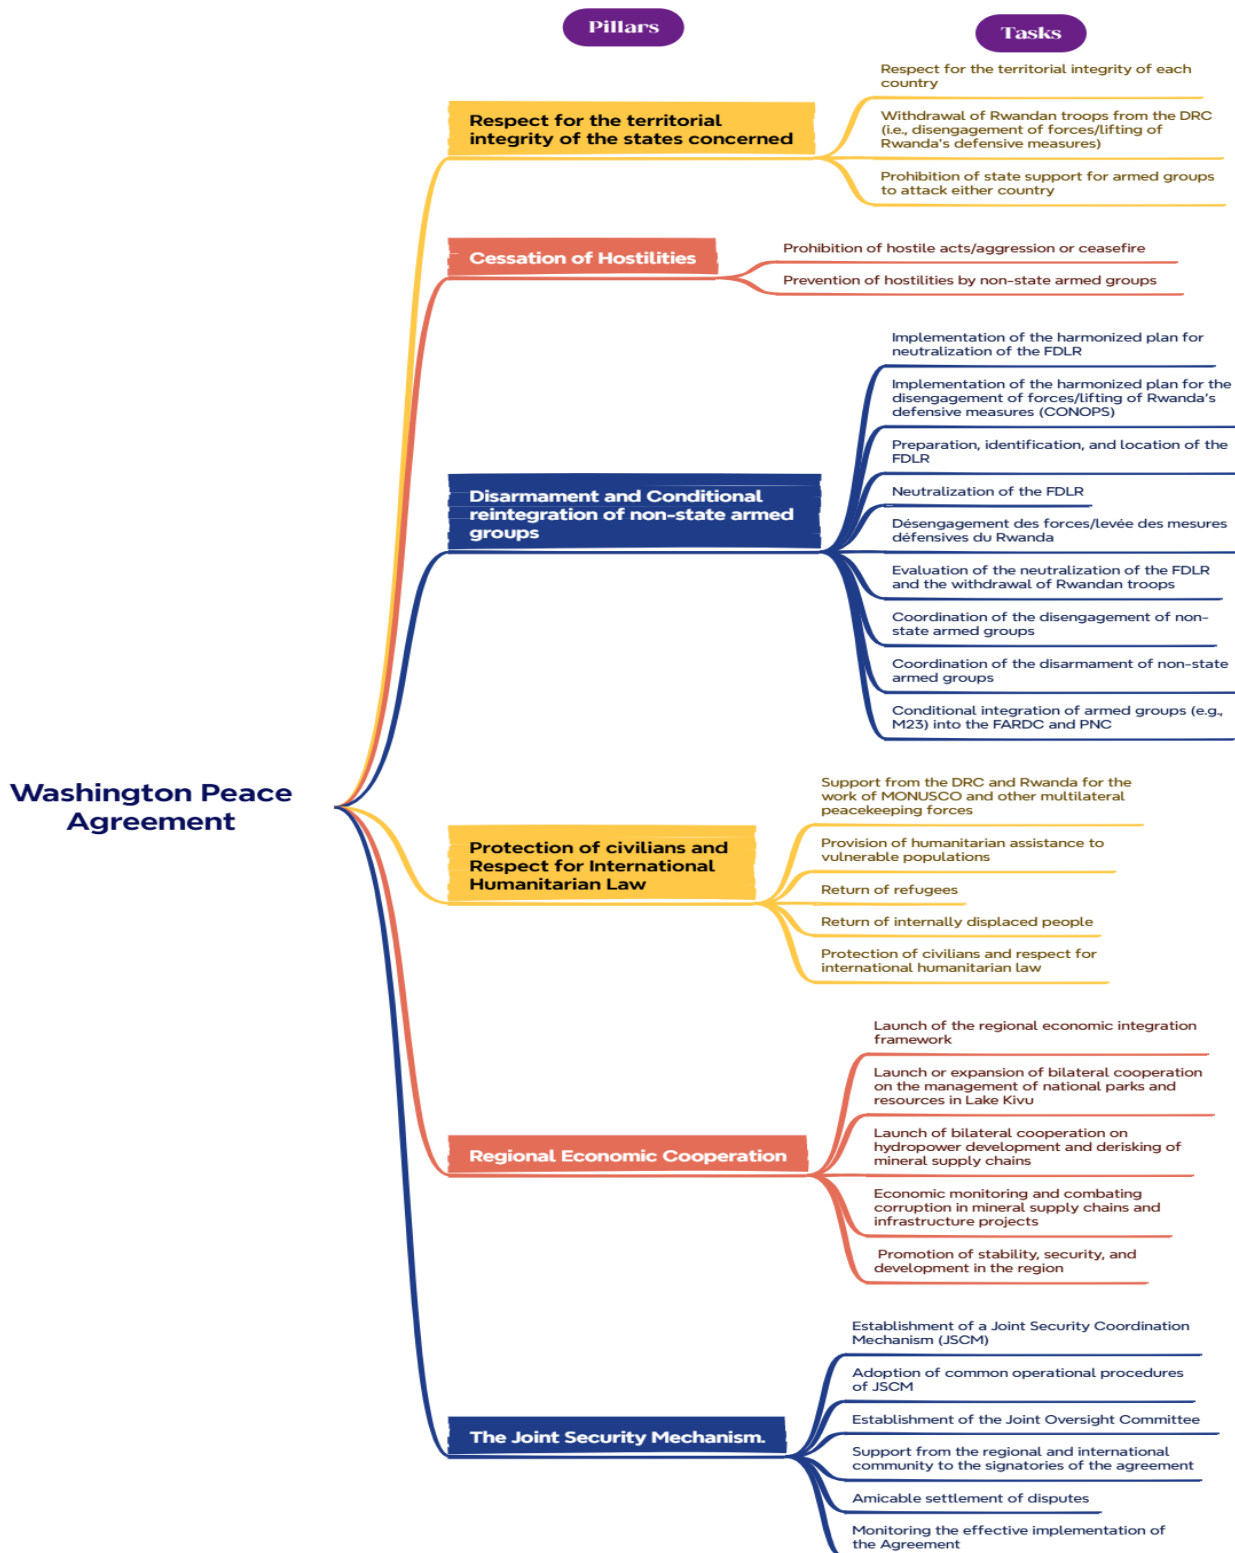 Pillars
Tasks
Respect for the territorial
integrity of the states concerned
Respect for the territorial integrity of each
country
Withdrawal of Rwandan troops from the DRC
(i.e., disengagement of forces/lifting of
Rwanda's defensive measures)
Prohibition of state support for armed groups
to attack either country
Cessation of Hostilities
Prohibition of hostile acts/aggression or ceasefire
Prevention of hostilities by non-state armed groups
Disarmament and Conditional
reintegration of non-state armed
groups
Implementation of the harmonized plan for
neutralization of the FDLR
Implementation of the harmonized plan for the
disengagement of forces/lifting of Rwanda's
defensive measures (CONOPS)
Preparation, identification, and location of the
FDLR
Neutralization of the FDLR
Désengagement des forces/levée des mesures
défensives du Rwanda
Evaluation of the neutralization of the FDLR
and the withdrawal of Rwandan troops
Coordination of the disengagement of non-
state armed groups
Coordination of the disarmament of non-state
armed groups
Conditional integration of armed groups (e.g.,
M23) into the FARDC and PNC
Washington Peace
Agreement
Protection of civilians and
Respect for International
Humanitarian Law
Support from the DRC and Rwanda for the
work of MONUSCO and other multilateral
peacekeeping forces
Provision of humanitarian assistance to
vulnerable populations
Return of refugees
Return of internally displaced people
Protection of civilians and respect for
international humanitarian law
Regional Economic Cooperation
Launch of the regional economic integration
framework
Launch or expansion of bilateral cooperation
on the management of national parks and
resources in Lake Kivu
Launch of bilateral cooperation on
hydropower development and derisking of
mineral supply chains
Economic monitoring and combating
corruption in mineral supply chains and
infrastructure projects
Promotion of stability, security, and
development in the region
The Joint Security Mechanism.
Establishment of a Joint Security Coordination
Mechanism (JSCM)
Adoption of common operational procedures
of JSCM
Establishment of the Joint Oversight Committee
Support from the regional and international
community to the signatories of the agreement
Amicable settlement of disputes
Monitoring the effective implementation of
the Agreement